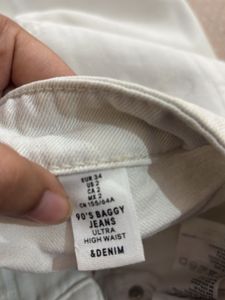 EUR 34
US 2
CA 2
MX 2
CN 155/64A
90'S BAGGY
JEANS
ULTRA
HIGH WAIST
&DENIM